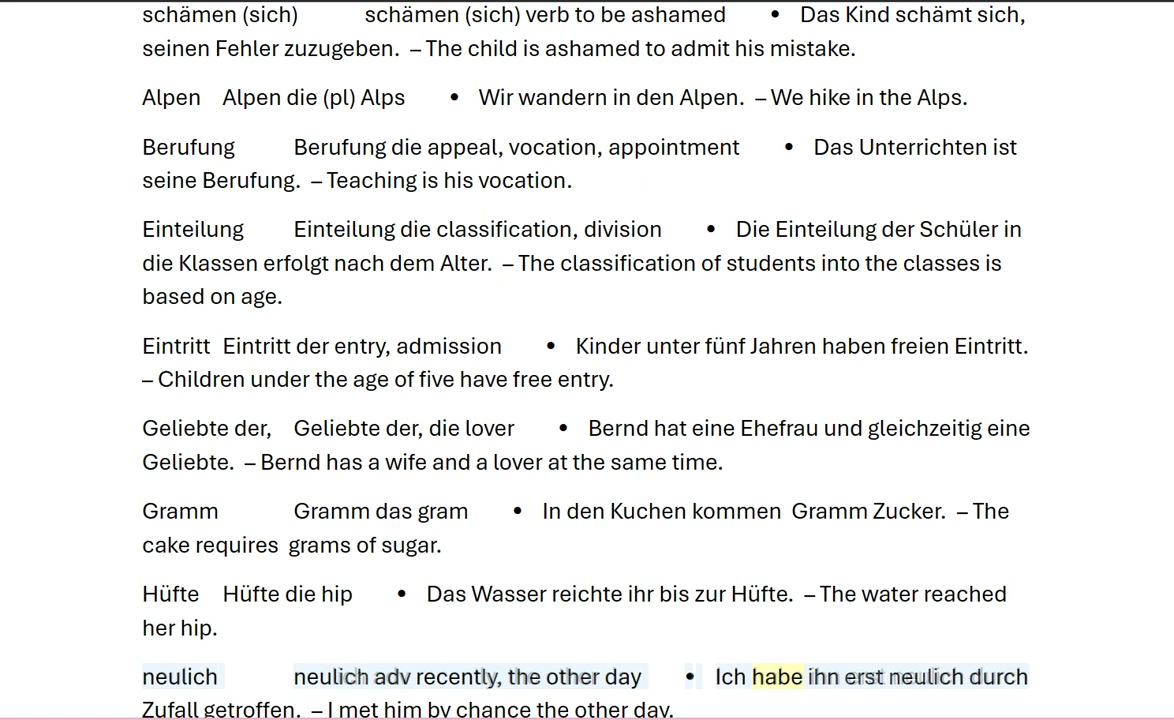 schämen (sich) schämen (sich) verb to be ashamed • Das Kind schämt sich,
seinen Fehler zuzugeben. – The child is ashamed to admit his mistake.
Alpen Alpen die (pl) Alps • Wir wandern in den Alpen. – We hike in the Alps.
Berufung Berufung die appeal, vocation, appointment • Das Unterrichten ist
seine Berufung. – Teaching is his vocation.
Einteilung Einteilung die classification, division • Die Einteilung der Schüler in
die Klassen erfolgt nach dem Alter. – The classification of students into the classes is
based on age.
Eintritt Eintritt der entry, admission • Kinder unter fünf Jahren haben freien Eintritt.
– Children under the age of five have free entry.
Geliebte der, Geliebte der, die lover • Bernd hat eine Ehefrau und gleichzeitig eine
Geliebte. – Bernd has a wife and a lover at the same time.
Gramm Gramm das gram • In den Kuchen kommen Gramm Zucker. – The
cake requires grams of sugar.
Hüfte Hüfte die hip • Das Wasser reichte ihr bis zur Hüfte. – The water reached
her hip.
neulich neulich adv recently, the other day • Ich habe ihn erst neulich durch
Zufall getroffen. – I met him by chance the other day.